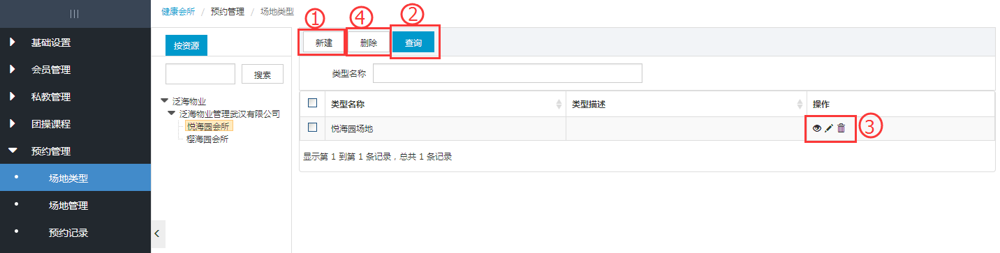 健康会所 / 预约管理 / 场地类型
① ④ ②
基础设置
会员管理
私教管理
团操课程
预约管理
场地类型
场地管理
预约记录
按资源
搜索
泛海物业
泛海物业管理武汉有限公司
悦海园会所
樱海园会所
新建 删除 查询
类型名称
类型名称 类型描述 操作
悦海园场地
③
显示第 1 到第 1 条记录，总共 1 条记录